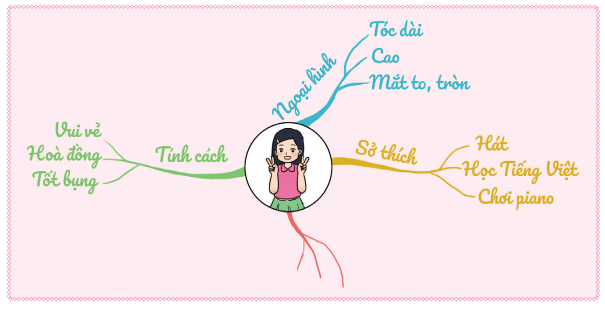 Tóc dài
Cao
Mắt to, tròn
Ngoại hình
Vui vẻ
Hoà đồng
Tốt bụng
Tính cách
Sở thích
Hát
Học Tiếng Việt
Chơi piano